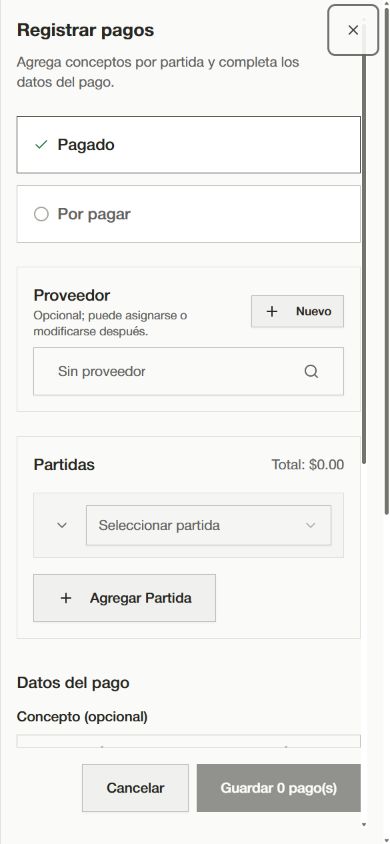 Registrar pagos
Agrega conceptos por partida y completa los
datos del pago.
Pagado
Por pagar
Proveedor
Opcional; puede asignarse o
modificarse después.
Nuevo
Sin proveedor
Partidas
Total: $0.00
Seleccionar partida
Agregar Partida
Datos del pago
Concepto (opcional)
Cancelar
Guardar 0 pago(s)